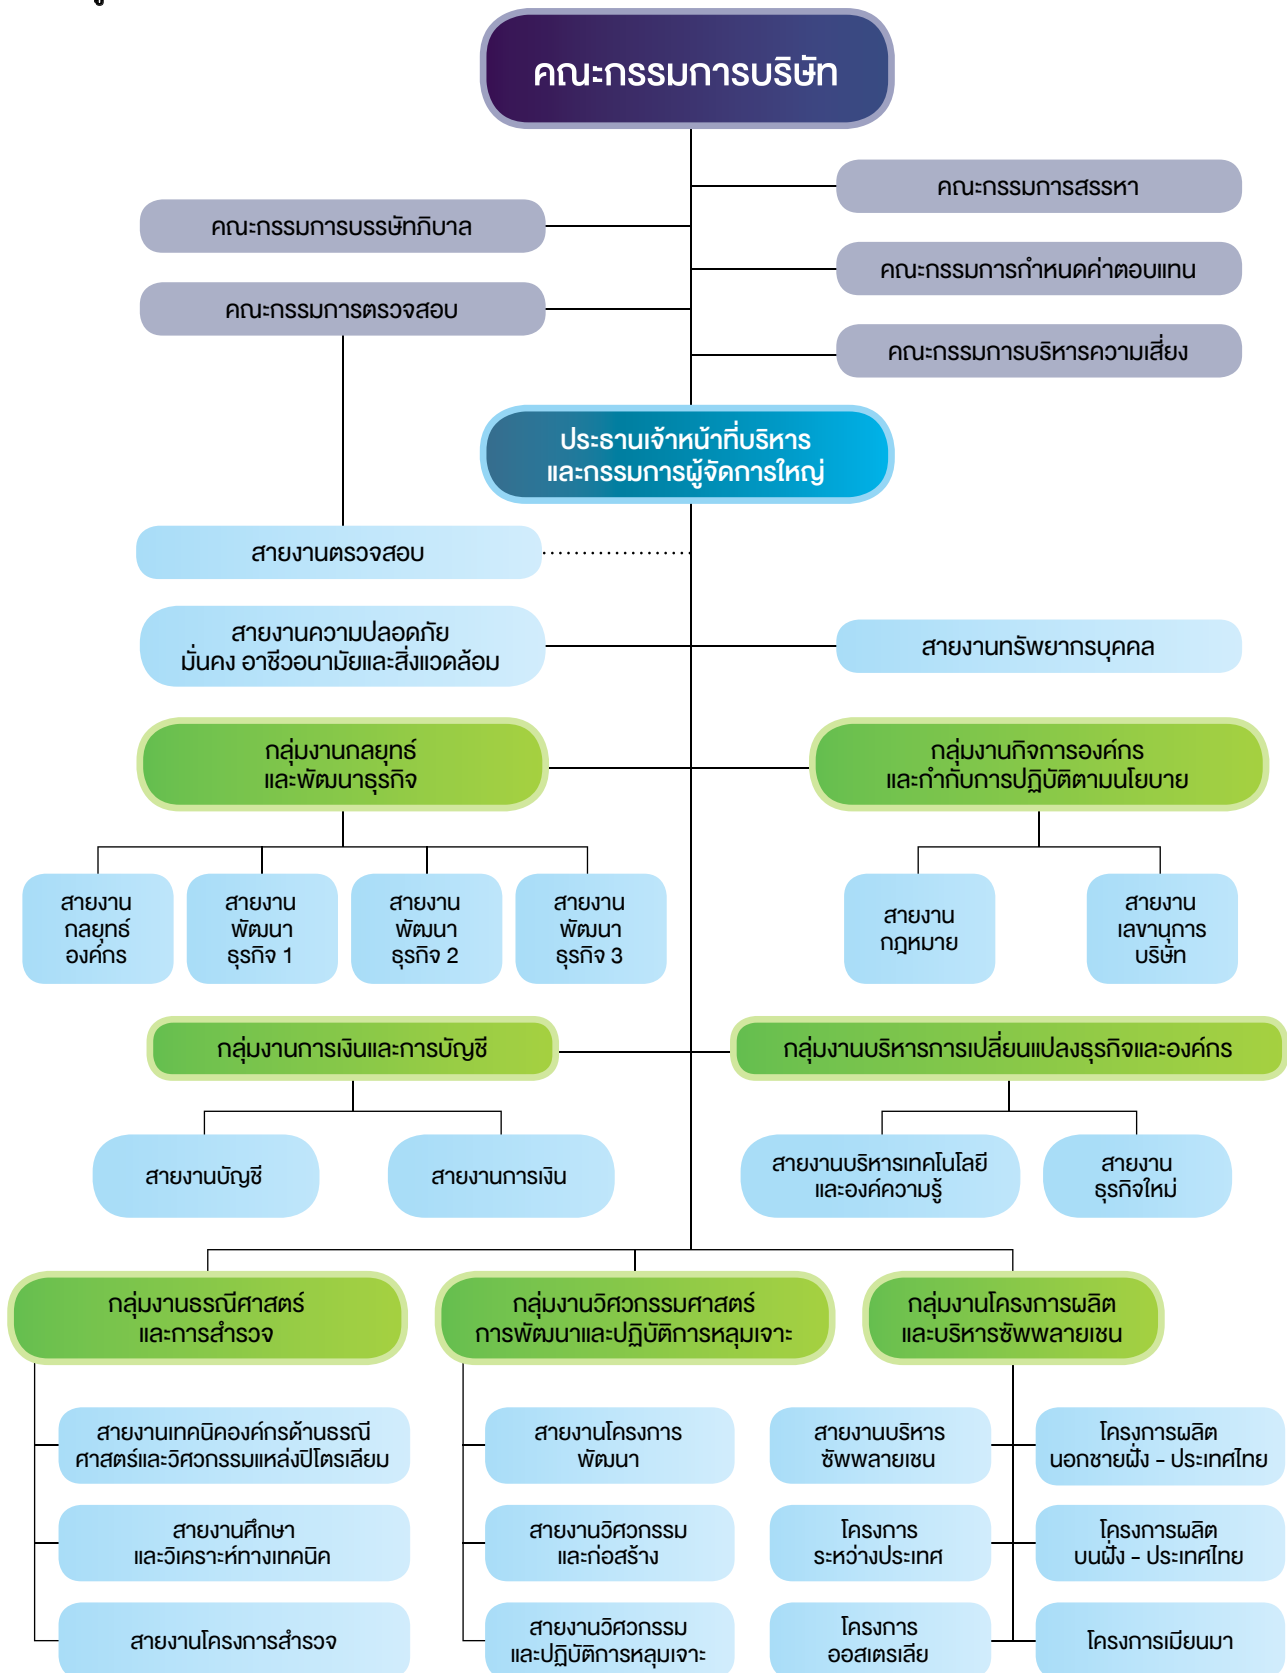 คณะกรรมการบริษัท
คณะกรรมการสรรหา
คณะกรรมการบรรษัทภิบาล
คณะกรรมการกำหนดค่าตอบแทน
คณะกรรมการตรวจสอบ
คณะกรรมการบริหารความเสี่ยง
ประธานเจ้าหน้าที่บริหาร
และกรรมการผู้จัดการใหญ่
สายงานตรวจสอบ
สายงานความปลอดภัย
มั่นคง อาชีวอนามัยและสิ่งแวดล้อม
สายงานทรัพยากรบุคคล
กลุ่มงานกลยุทธ์
และพัฒนาธุรกิจ
กลุ่มงานกิจการองค์กร
และกำกับการปฏิบัติตามนโยบาย
สายงาน
กลยุทธ์
องค์กร
สายงาน
พัฒนา
ธุรกิจ 1
สายงาน
พัฒนา
ธุรกิจ 2
สายงาน
พัฒนา
ธุรกิจ 3
สายงาน
กฎหมาย
สายงาน
เลขานุการ
บริษัท
กลุ่มงานการเงินและการบัญชี
กลุ่มงานบริหารการเปลี่ยนแปลงธุรกิจและองค์กร
สายงานบัญชี
สายงานการเงิน
สายงานบริหารเทคโนโลยี
และองค์ความรู้
สายงาน
ธุรกิจใหม่
กลุ่มงานธรณีศาสตร์
และการสำรวจ
กลุ่มงานวิศวกรรมศาสตร์
การพัฒนาและปฏิบัติการหลุมเจาะ
กลุ่มงานโครงการผลิต
และบริหารซัพพลายเชน
สายงานเทคนิคองค์กรด้านธรณี
ศาสตร์และวิศวกรรมแหล่งปิโตรเลียม
สายงานโครงการ
พัฒนา
สายงานบริหาร
ซัพพลายเชน
โครงการผลิต
นอกชายฝั่ง - ประเทศไทย
สายงานศึกษา
และวิเคราะห์ทางเทคนิค
สายงานวิศวกรรม
และก่อสร้าง
โครงการ
ระหว่างประเทศ
โครงการผลิต
บนฝั่ง - ประเทศไทย
สายงานโครงการสำรวจ
สายงานวิศวกรรม
และปฏิบัติการหลุมเจาะ
โครงการ
ออสเตรเลีย
โครงการเมียนมา